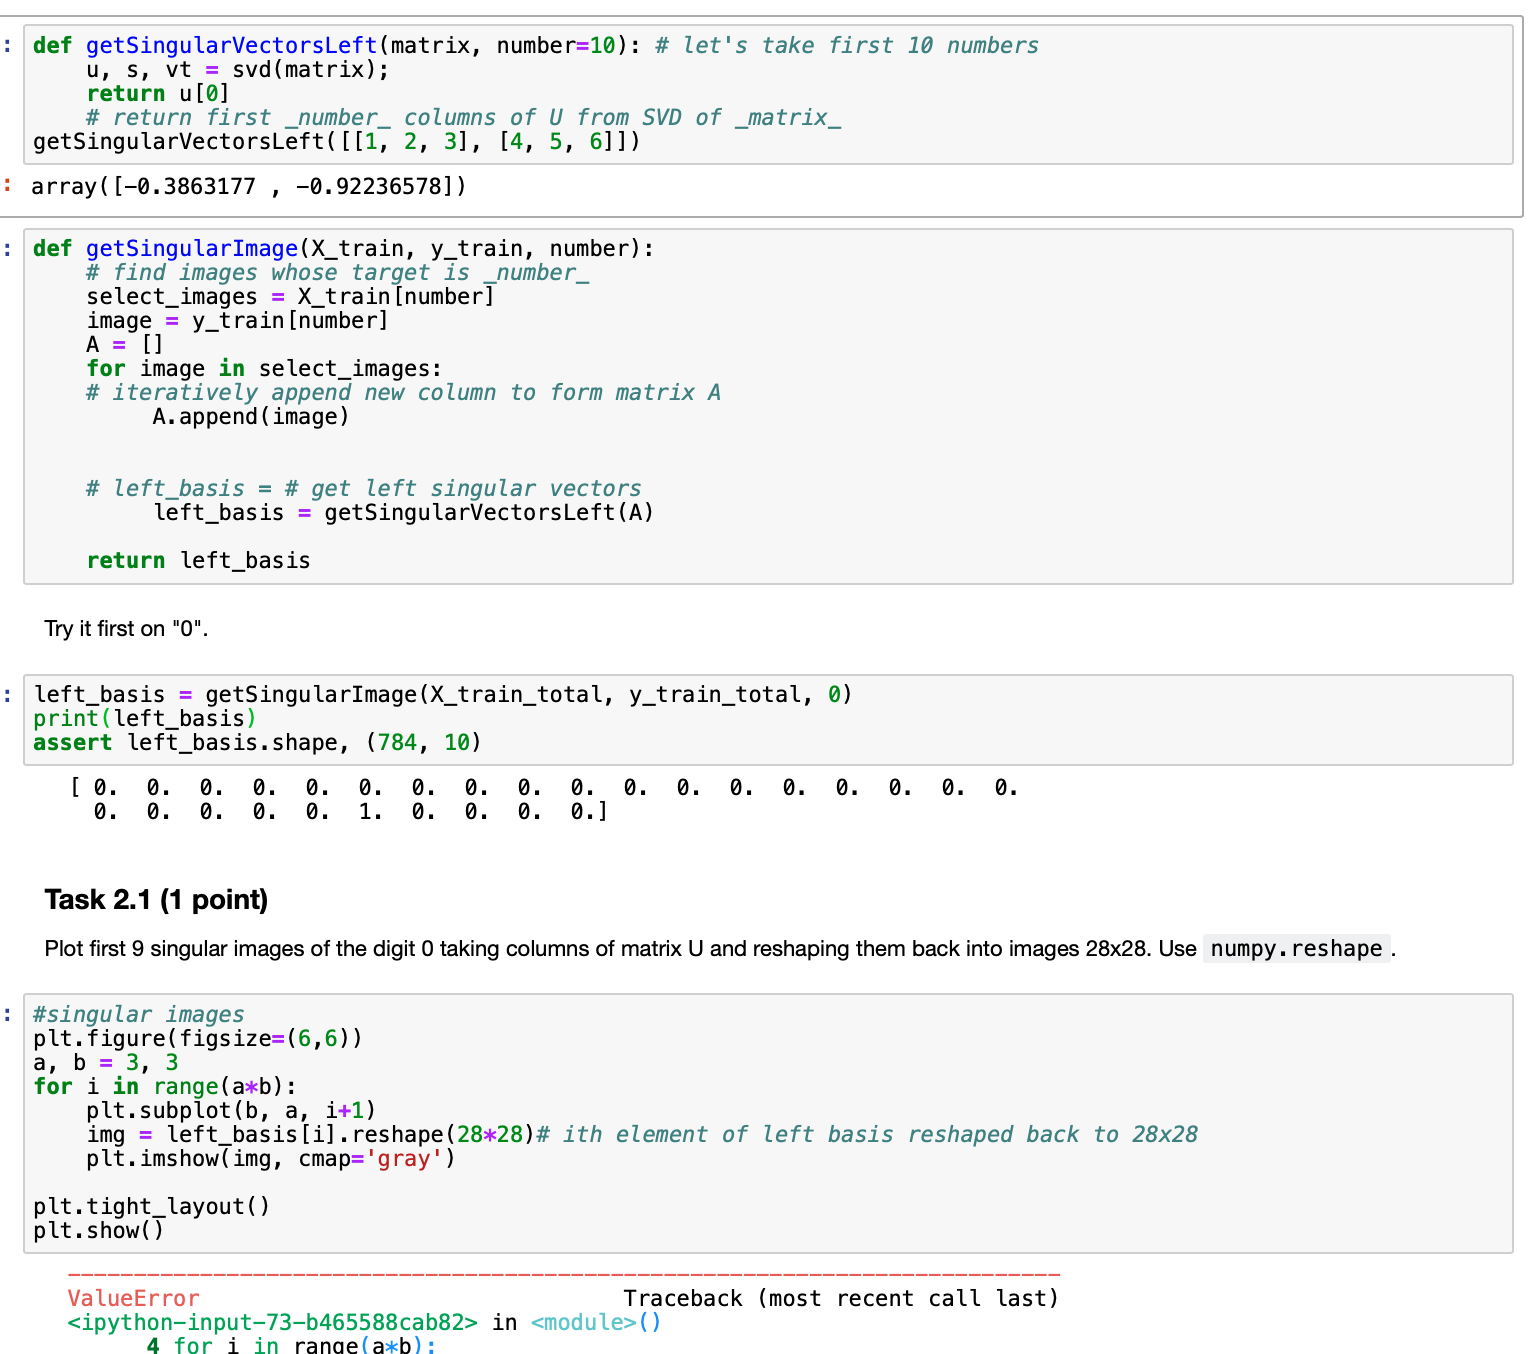 : def getSingularVectorsLeft(matrix, number=10): # let's take first 10 numbers
    u, s, vt = svd(matrix);
    return u[0]
    # return first _number_ columns of U from SVD of _matrix_
getSingularVectorsLeft([[1, 2, 3], [4, 5, 6]])
: array([-0.3863177 , -0.92236578])
: def getSingularImage(X_train, y_train, number):
    # find images whose target is _number_
    select_images = X_train[number]
    image = y_train[number]
    A = []
    for image in select_images:
    # iteratively append new column to form matrix A
         A.append(image)
    # left_basis = # get left singular vectors
         left_basis = getSingularVectorsLeft(A)
    return left_basis
Try it first on "0".
: left_basis = getSingularImage(X_train_total, y_train_total, 0)
print(left_basis)
assert left_basis.shape, (784, 10)
[ 0.  0.  0.  0.  0.  0.  0.  0.  0.  0.  0.  0.  0.  0.  0.  0.  0.  0.
  0.  0.  0.  0.  0.  1.  0.  0.  0.  0.]
Task 2.1 (1 point)
Plot first 9 singular images of the digit 0 taking columns of matrix U and reshaping them back into images 28x28. Use numpy.reshape.
: #singular images
plt.figure(figsize=(6,6))
a, b = 3, 3
for i in range(a*b):
    plt.subplot(b, a, i+1)
    img = left_basis[i].reshape(28*28)# ith element of left basis reshaped back to 28x28
    plt.imshow(img, cmap='gray')
plt.tight_layout()
plt.show()
---------------------------------------------------------------------------
ValueError                                Traceback (most recent call last)
<ipython-input-73-b465588cab82> in <module>()
      4 for i in range(a*b):